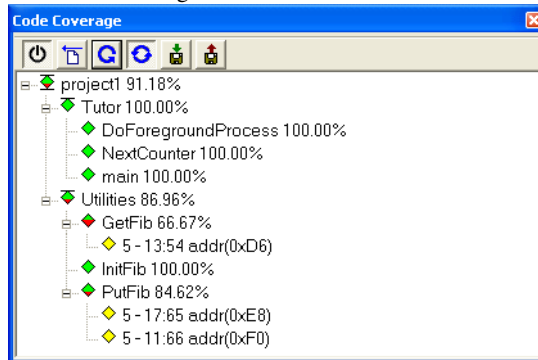 Code Coverage
project1 91.18%
Tutor 100.00%
DoForegroundProcess 100.00%
NextCounter 100.00%
main 100.00%
Utilities 86.96%
GetFib 66.67%
5 - 13:54 addr(0xD6)
InitFib 100.00%
PutFib 84.62%
5 - 17:65 addr(0xE8)
5 - 11:66 addr(0xF0)